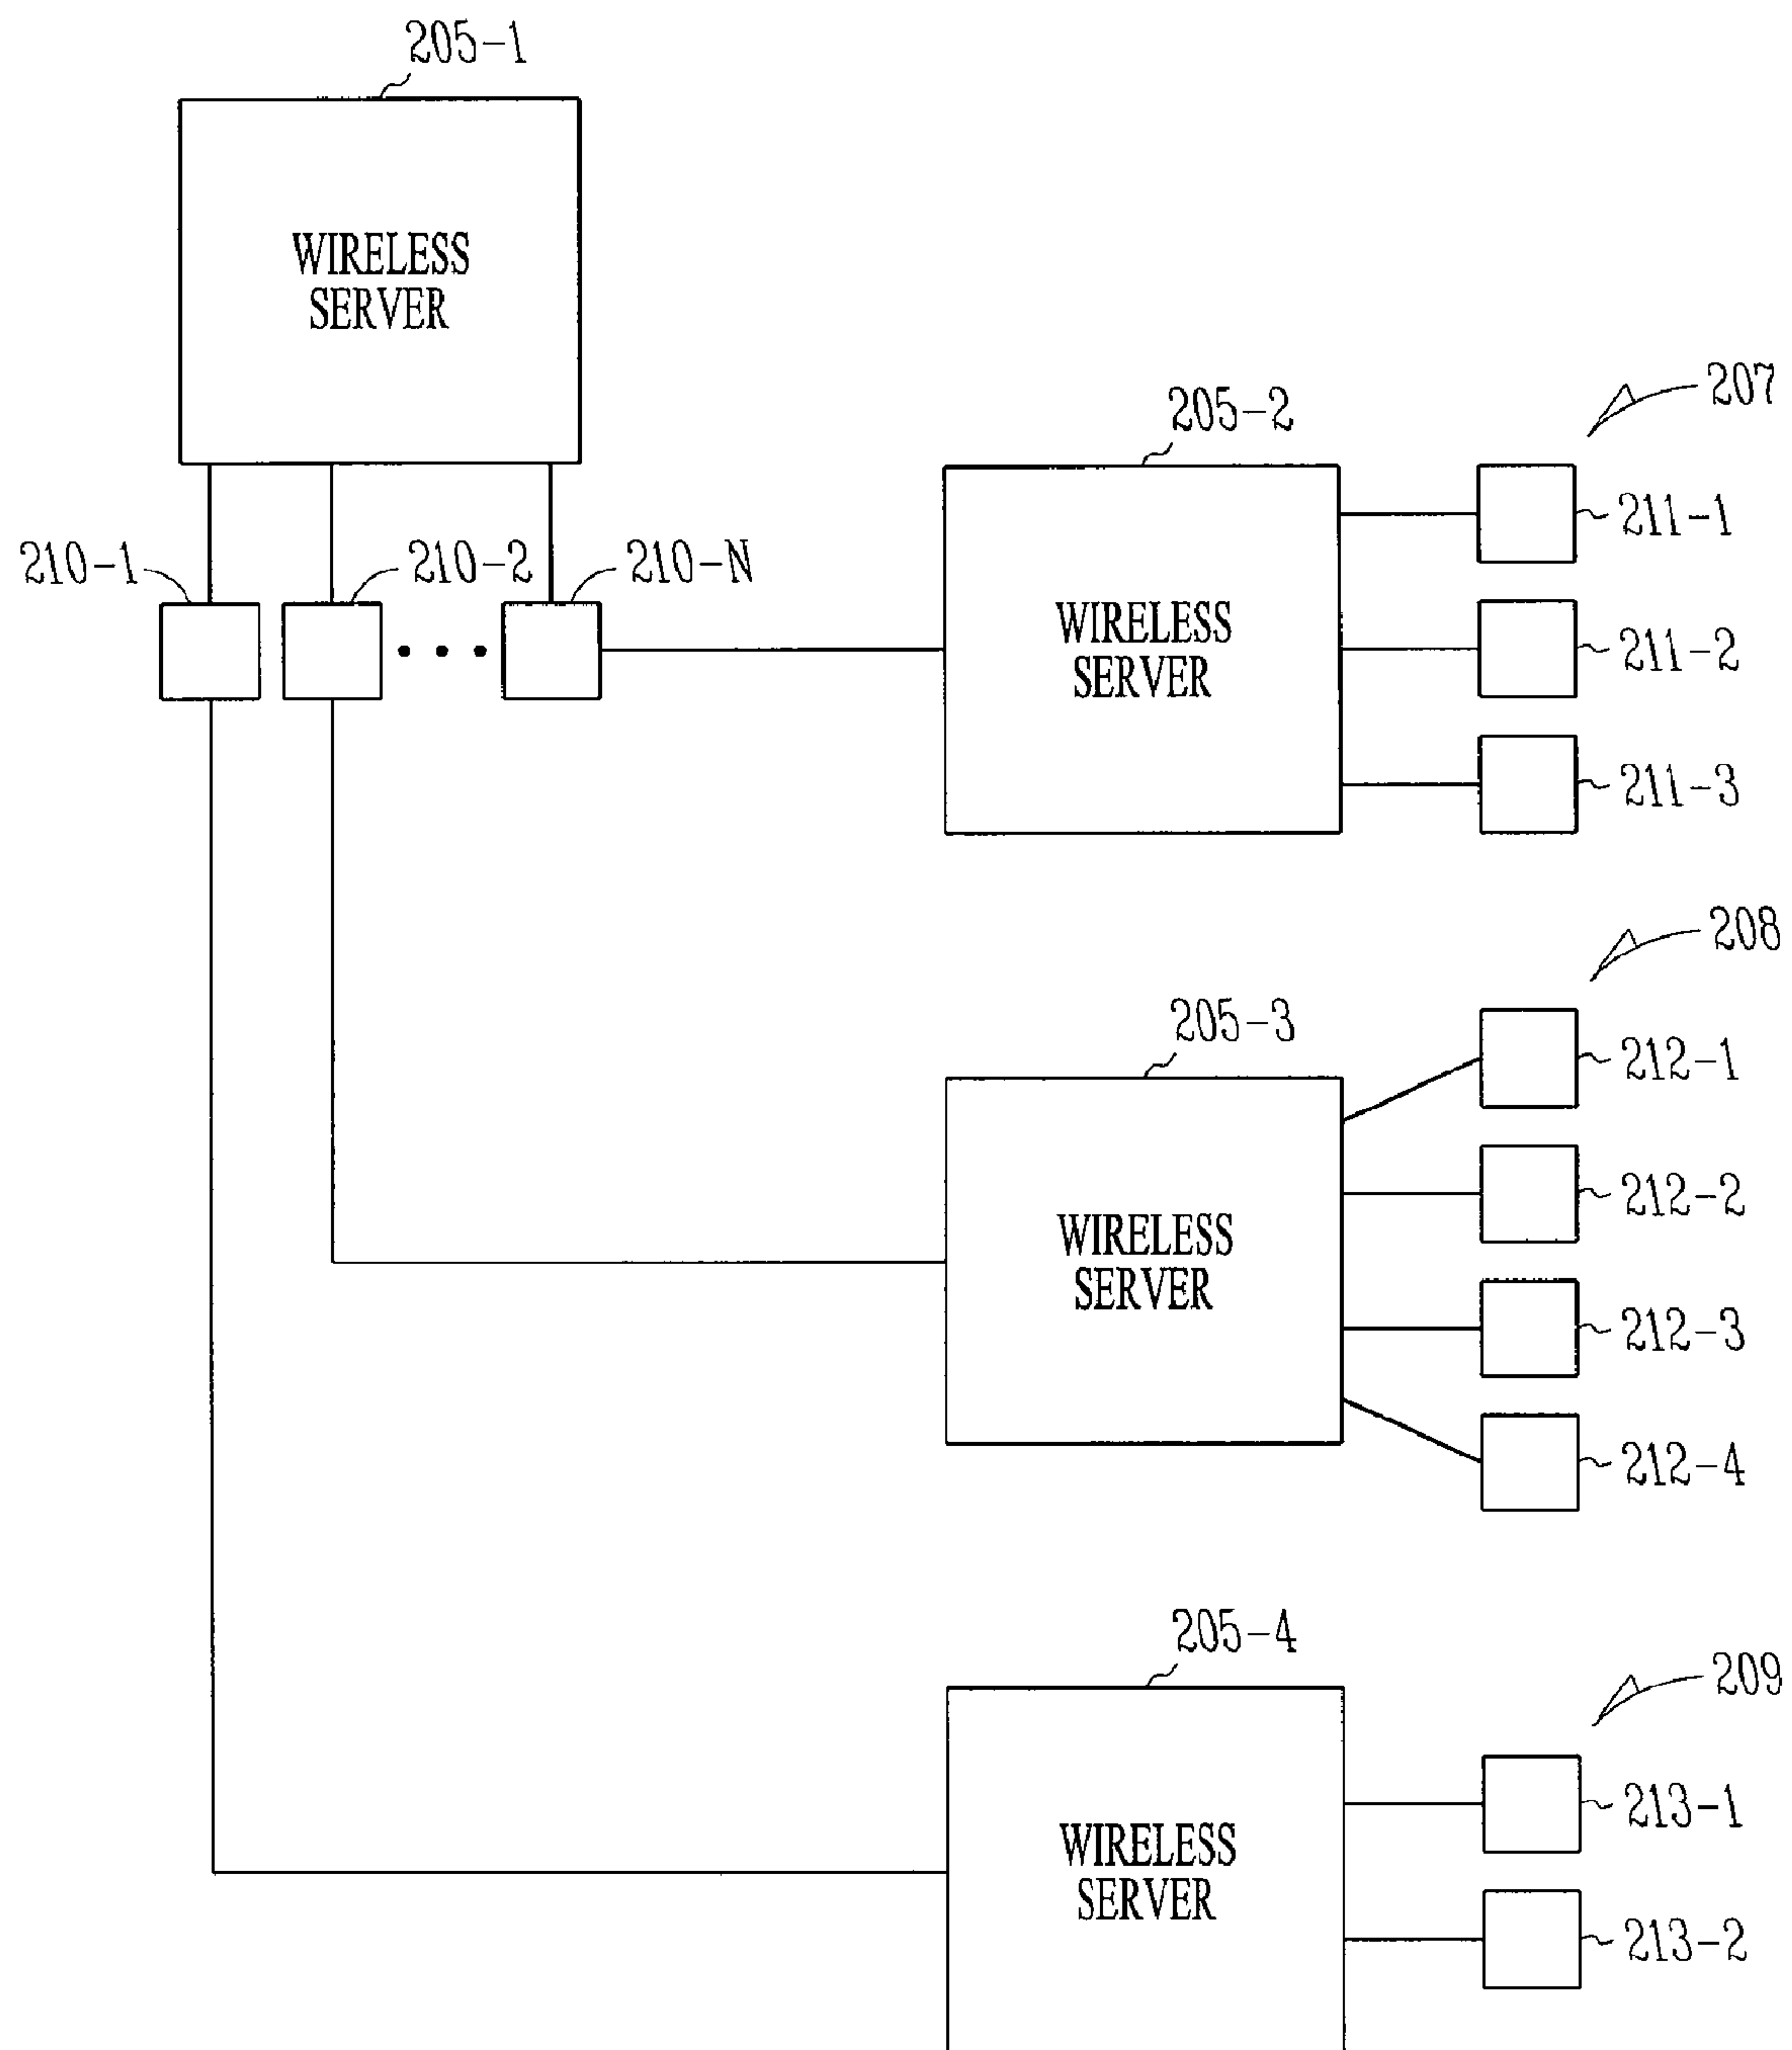 205-1
WIRELESS
SERVER
210-1
210-2
210-N
205-2
WIRELESS
SERVER
207
211-1
211-2
211-3
205-3
WIRELESS
SERVER
208
212-1
212-2
212-3
212-4
205-4
WIRELESS
SERVER
209
213-1
213-2